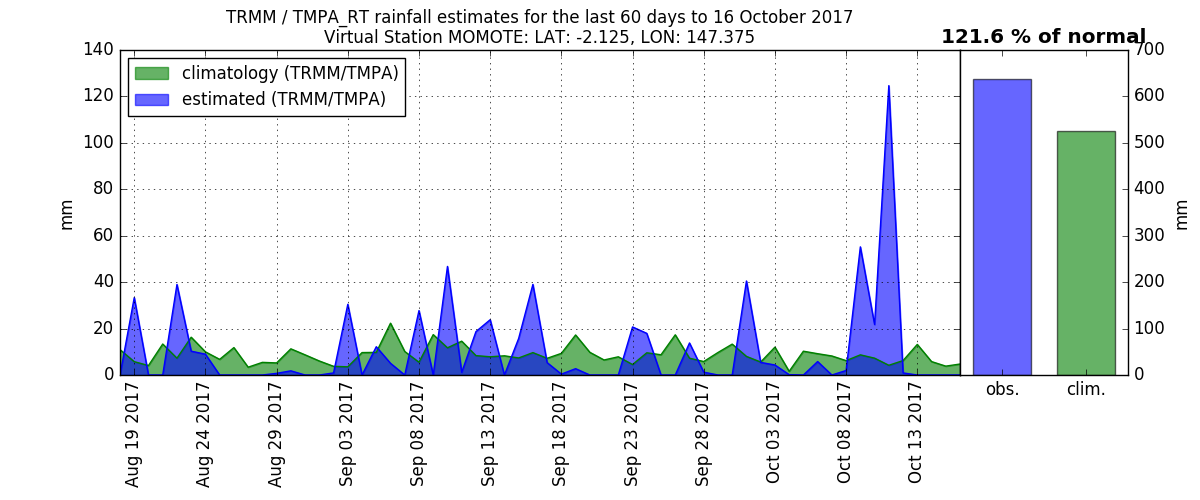 TRMM / TMPA_RT rainfall estimates for the last 60 days to 16 October 2017
Virtual Station MOMOTE: LAT: -2.125, LON: 147.375
121.6 % of normal
climatology (TRMM/TMPA)
estimated (TRMM/TMPA)
mm
140
120
100
80
60
40
20
0
Aug 19 2017
Aug 24 2017
Aug 29 2017
Sep 03 2017
Sep 08 2017
Sep 13 2017
Sep 18 2017
Sep 23 2017
Sep 28 2017
Oct 03 2017
Oct 08 2017
Oct 13 2017
700
600
500
400
300
200
100
0
mm
obs.
clim.